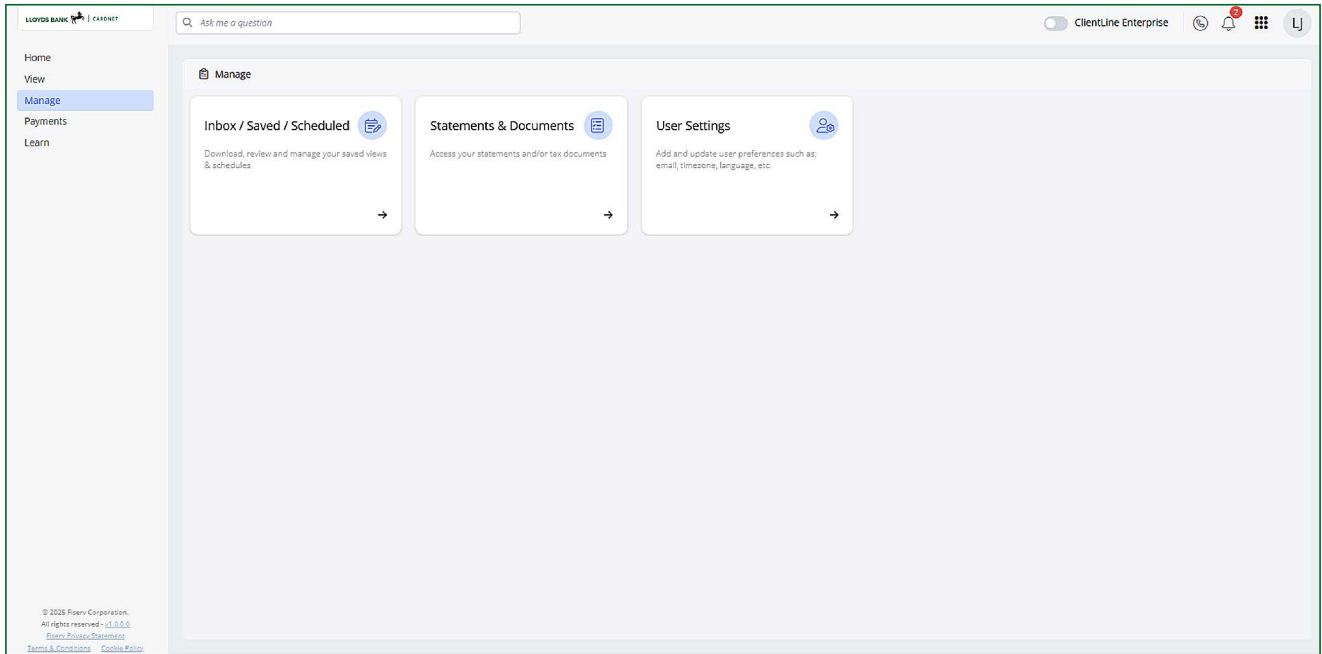 LLOYDS BANK | CARDNET
Ask me a question
ClientLine Enterprise
2
LJ
Home
View
Manage
Payments
Learn
Manage
Inbox / Saved / Scheduled
Download, review and manage your saved views
& schedules
Statements & Documents
Access your statements and/or tax documents
User Settings
Add and update user preferences such as;
email, timezone, language, etc.
© 2025 Fiserv Corporation.
All rights reserved - v1.0.0.0
Fiserv Privacy Statement
Terms & Conditions Cookie Policy